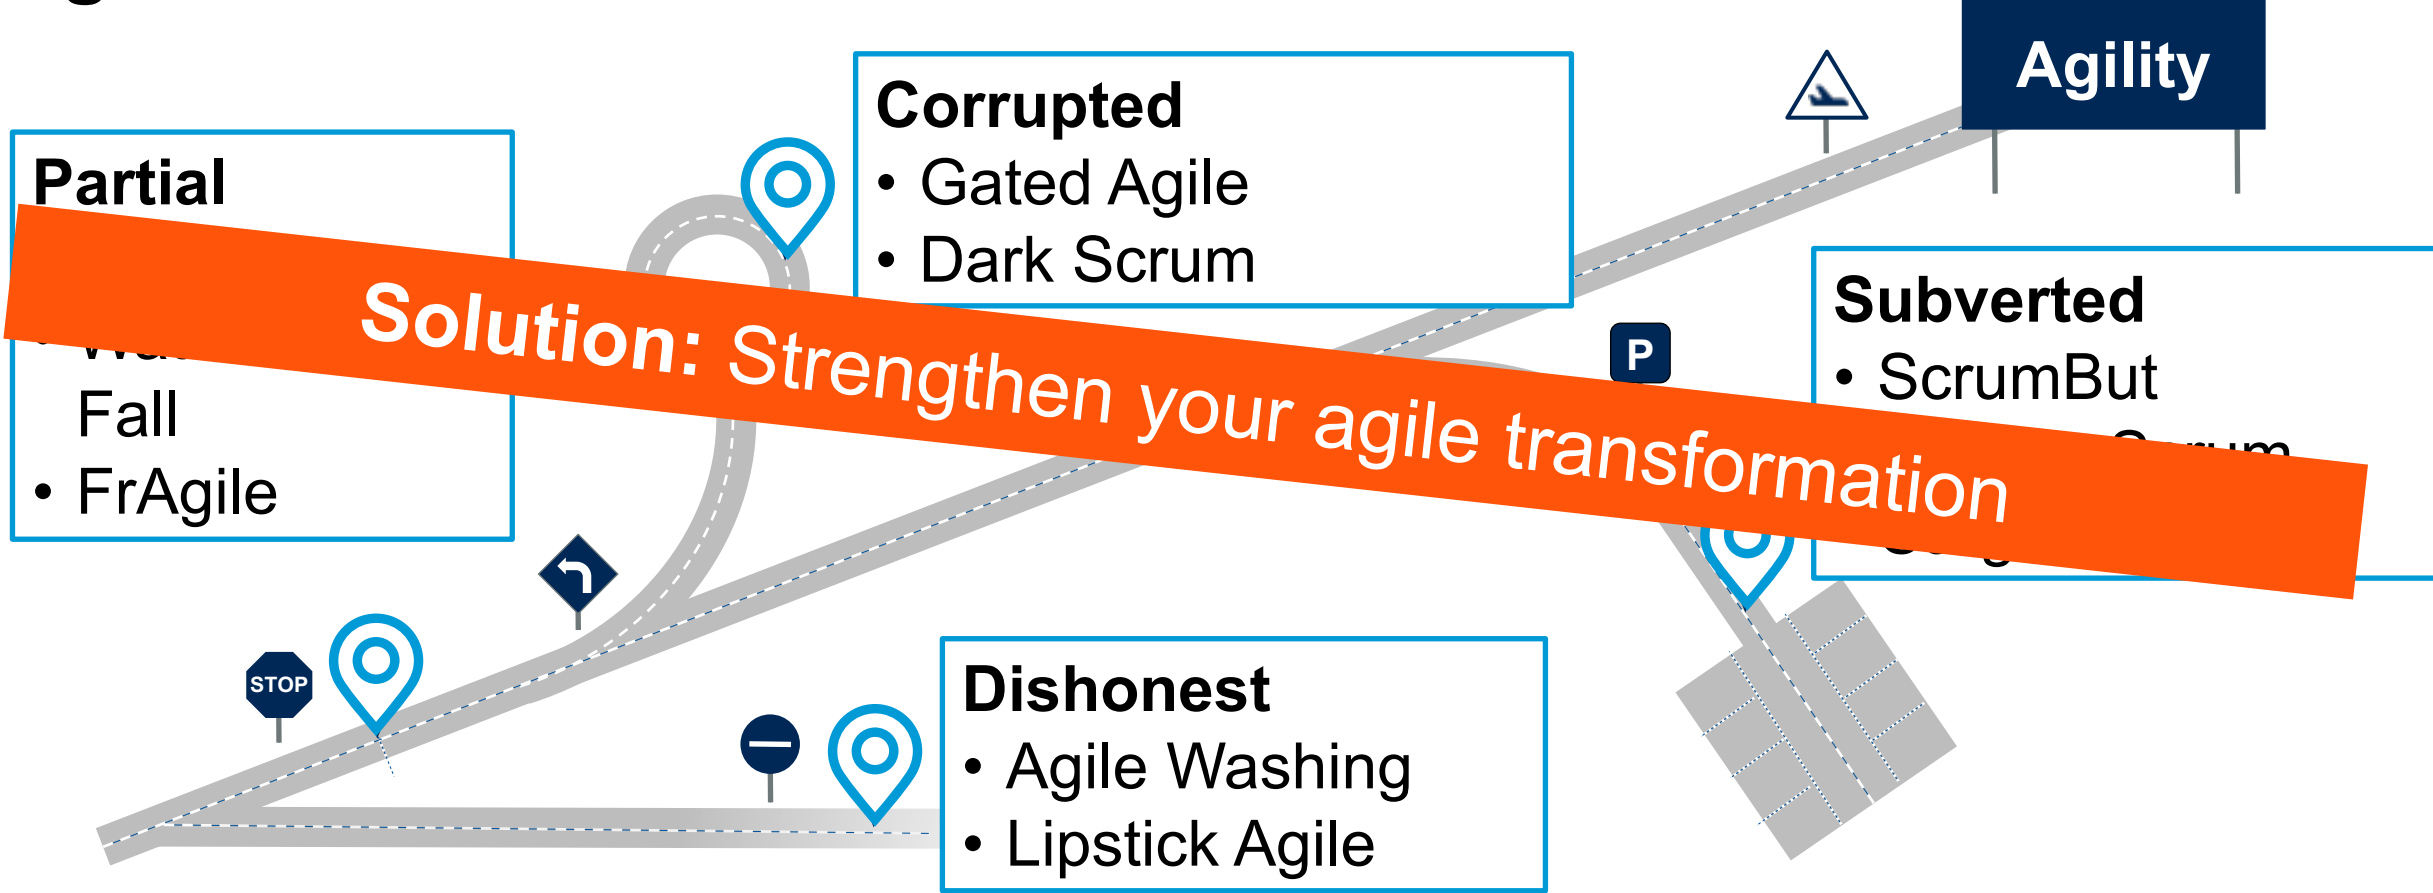 Agility
Corrupted
• Gated Agile
• Dark Scrum
Partial
Fall
• FrAgile
Solution: Strengthen your agile transformation
P
Subverted
• ScrumBut
Scrum
STOP
Dishonest
• Agile Washing
• Lipstick Agile